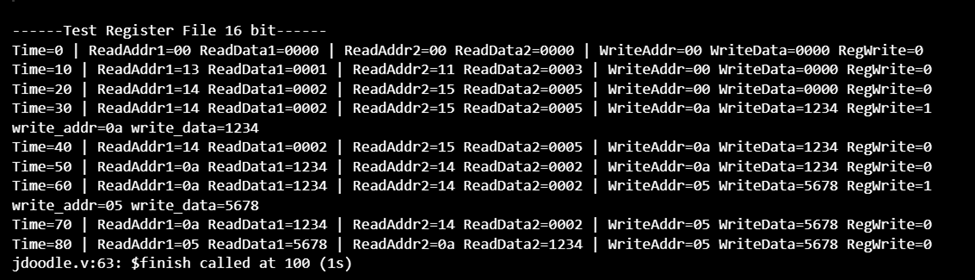 ------Test Register File 16 bit------
Time=0 | ReadAddr1=00 ReadData1=0000 | ReadAddr2=00 ReadData2=0000 | WriteAddr=00 WriteData=0000 RegWrite=0
Time=10 | ReadAddr1=13 ReadData1=0001 | ReadAddr2=11 ReadData2=0003 | WriteAddr=00 WriteData=0000 RegWrite=0
Time=20 | ReadAddr1=14 ReadData1=0002 | ReadAddr2=15 ReadData2=0005 | WriteAddr=00 WriteData=0000 RegWrite=0
Time=30 | ReadAddr1=14 ReadData1=0002 | ReadAddr2=15 ReadData2=0005 | WriteAddr=0a WriteData=1234 RegWrite=1
write_addr=0a write_data=1234
Time=40 | ReadAddr1=14 ReadData1=0002 | ReadAddr2=15 ReadData2=0005 | WriteAddr=0a WriteData=1234 RegWrite=0
Time=50 | ReadAddr1=0a ReadData1=1234 | ReadAddr2=14 ReadData2=0002 | WriteAddr=0a WriteData=1234 RegWrite=0
Time=60 | ReadAddr1=0a ReadData1=1234 | ReadAddr2=14 ReadData2=0002 | WriteAddr=05 WriteData=5678 RegWrite=1
write_addr=05 write_data=5678
Time=70 | ReadAddr1=0a ReadData1=1234 | ReadAddr2=14 ReadData2=0002 | WriteAddr=05 WriteData=5678 RegWrite=0
Time=80 | ReadAddr1=05 ReadData1=5678 | ReadAddr2=0a ReadData2=1234 | WriteAddr=05 WriteData=5678 RegWrite=0
jdoodle.v:63: $finish called at 100 (1s)